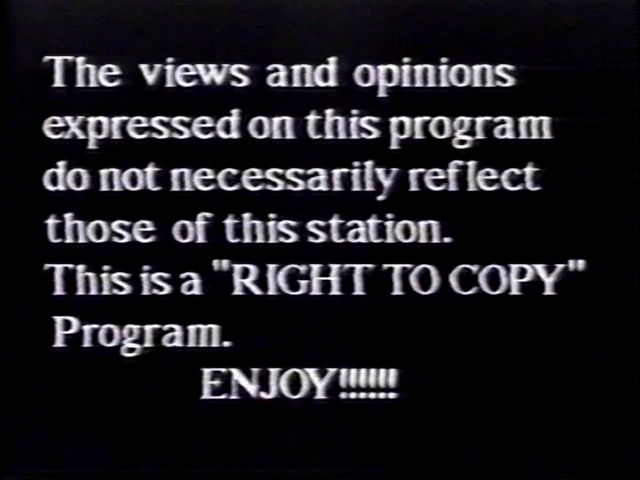 The views and opinions
expressed on this program
do not necessarily reflect
those of this station.
This is a "RIGHT TO COPY"
Program.
ENJOY!!!!!!